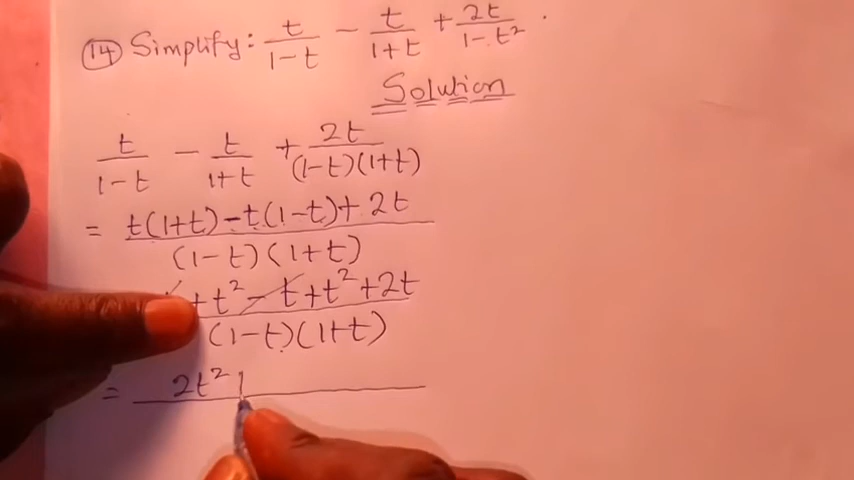 (14) Simplify: t/(1-t) - t/(1+t) + 2t/(1-t²).
Solution
t/(1-t) - t/(1+t) + 2t/((1-t)(1+t))
= t(1+t)-t(1-t)+2t
(1-t)(1+t)
+t²-t+t²+2t
(1-t)(1+t)
= 2t²